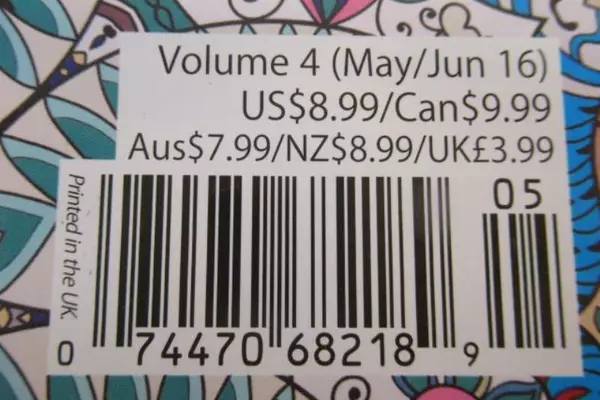 Volume 4 (May/Jun 16)
US$8.99/Can$9.99
Aus$7.99/NZ$8.99/UK£3.99
Printed in the UK.
05
0 74470 68218 9